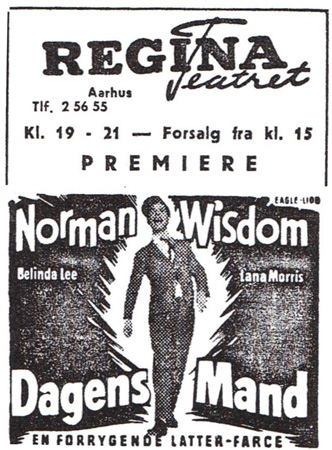 REGINA
Teatret
Aarhus
Tlf. 2 56 55
Kl. 19 - 21 — Forsalg fra kl. 15
PREMIERE
EAGLE-LION
Norman Wisdom
Belinda Lee
Lana Morris
Dagens Mand
EN FORRYGENDE LATTER-FARCE